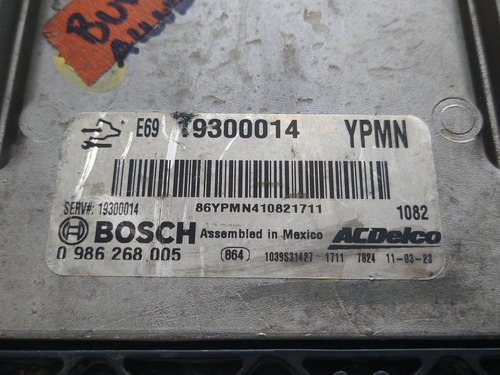 E69 19300014 YPMN
86YPMN410821711
SERV#: 19300014 1082
BOSCH Assembled in Mexico ACDelco
0 986 268 005 864 1039S31427 1711 7824 11-03-23